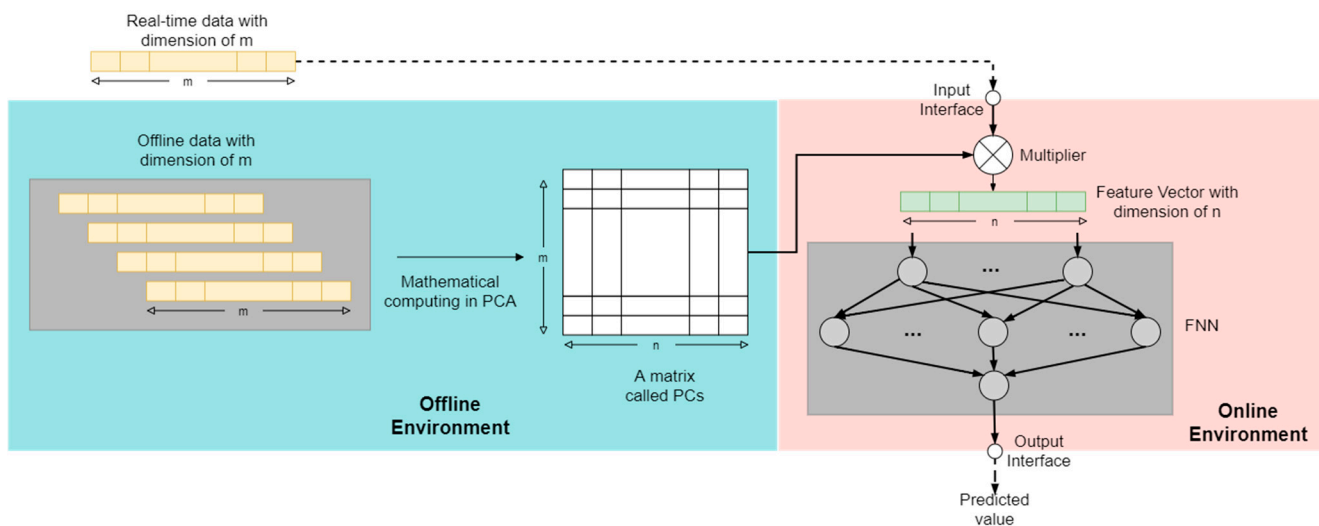 Real-time data with
dimension of m
m
Input
Interface
Offline data with
dimension of m
Multiplier
Feature Vector with
dimension of n
n
m
...
Mathematical
computing in PCA
m
FNN
...
...
n
A matrix
called PCs
Offline
Environment
Online
Environment
Output
Interface
Predicted
value